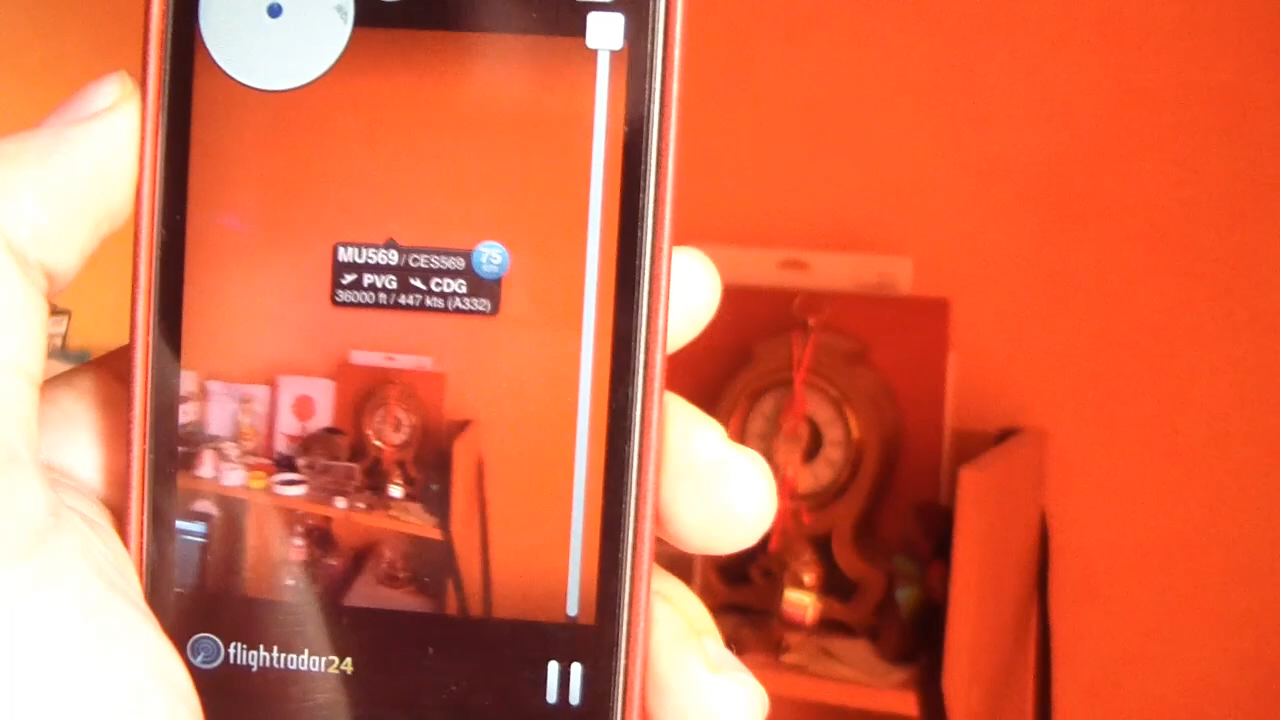 MU569 / CES569
75
PVG CDG
36000 ft / 447 kts (A332)
flightradar24